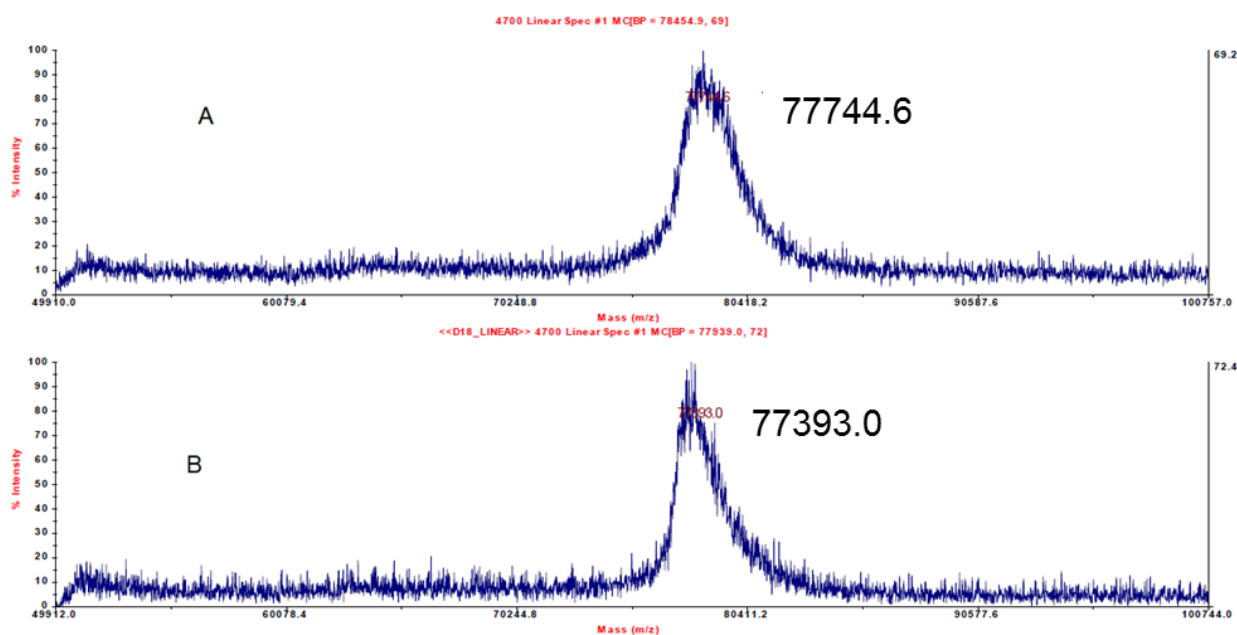 4700 Linear Spec #1 MC[BP = 78454.9, 69]
100
90
80
70
60
50
40
30
20
10
0
% Intensity
A
77744.6
77744.6
69.2
49910.0 60079.4 70248.8 80418.2 90587.6 100757.0
Mass (m/z)
<<D18_LINEAR>> 4700 Linear Spec #1 MC[BP = 77939.0, 72]
100
90
80
70
60
50
40
30
20
10
0
% Intensity
B
77393.0
77393.0
72.4
49912.0 60078.4 70244.8 80411.2 90577.6 100744.0
Mass (m/z)